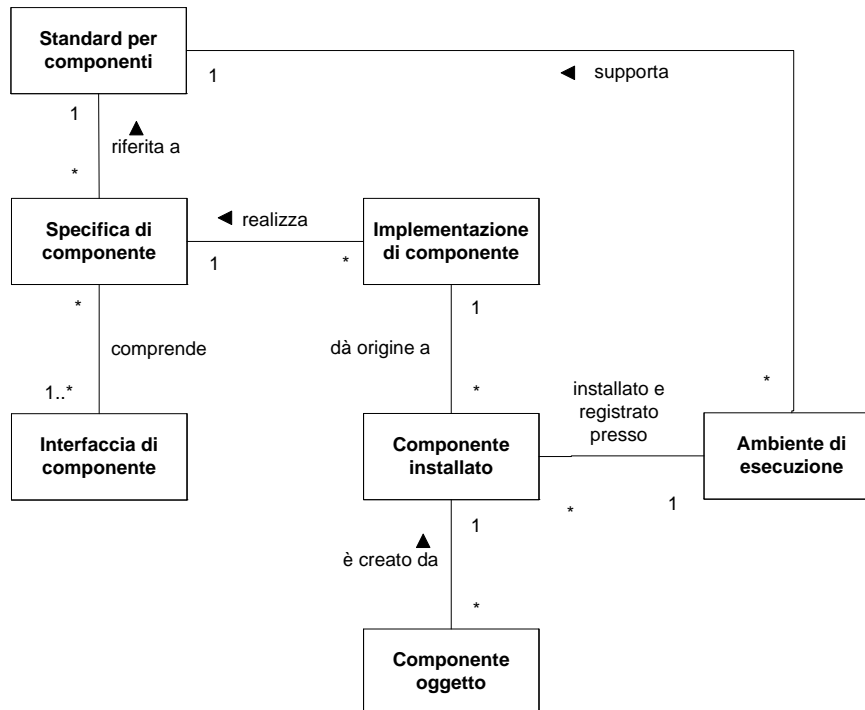 Standard per
componenti
1
supporta
1
riferita a
*
Specifica di
componente
realizza
1
*
Implementazione
di componente
*
comprende
1..*
1
dà origine a
*
installato e
registrato
presso
*
Interfaccia di
componente
Componente
installato
Ambiente di
esecuzione
*
1
1
è creato da
*
Componente
oggetto